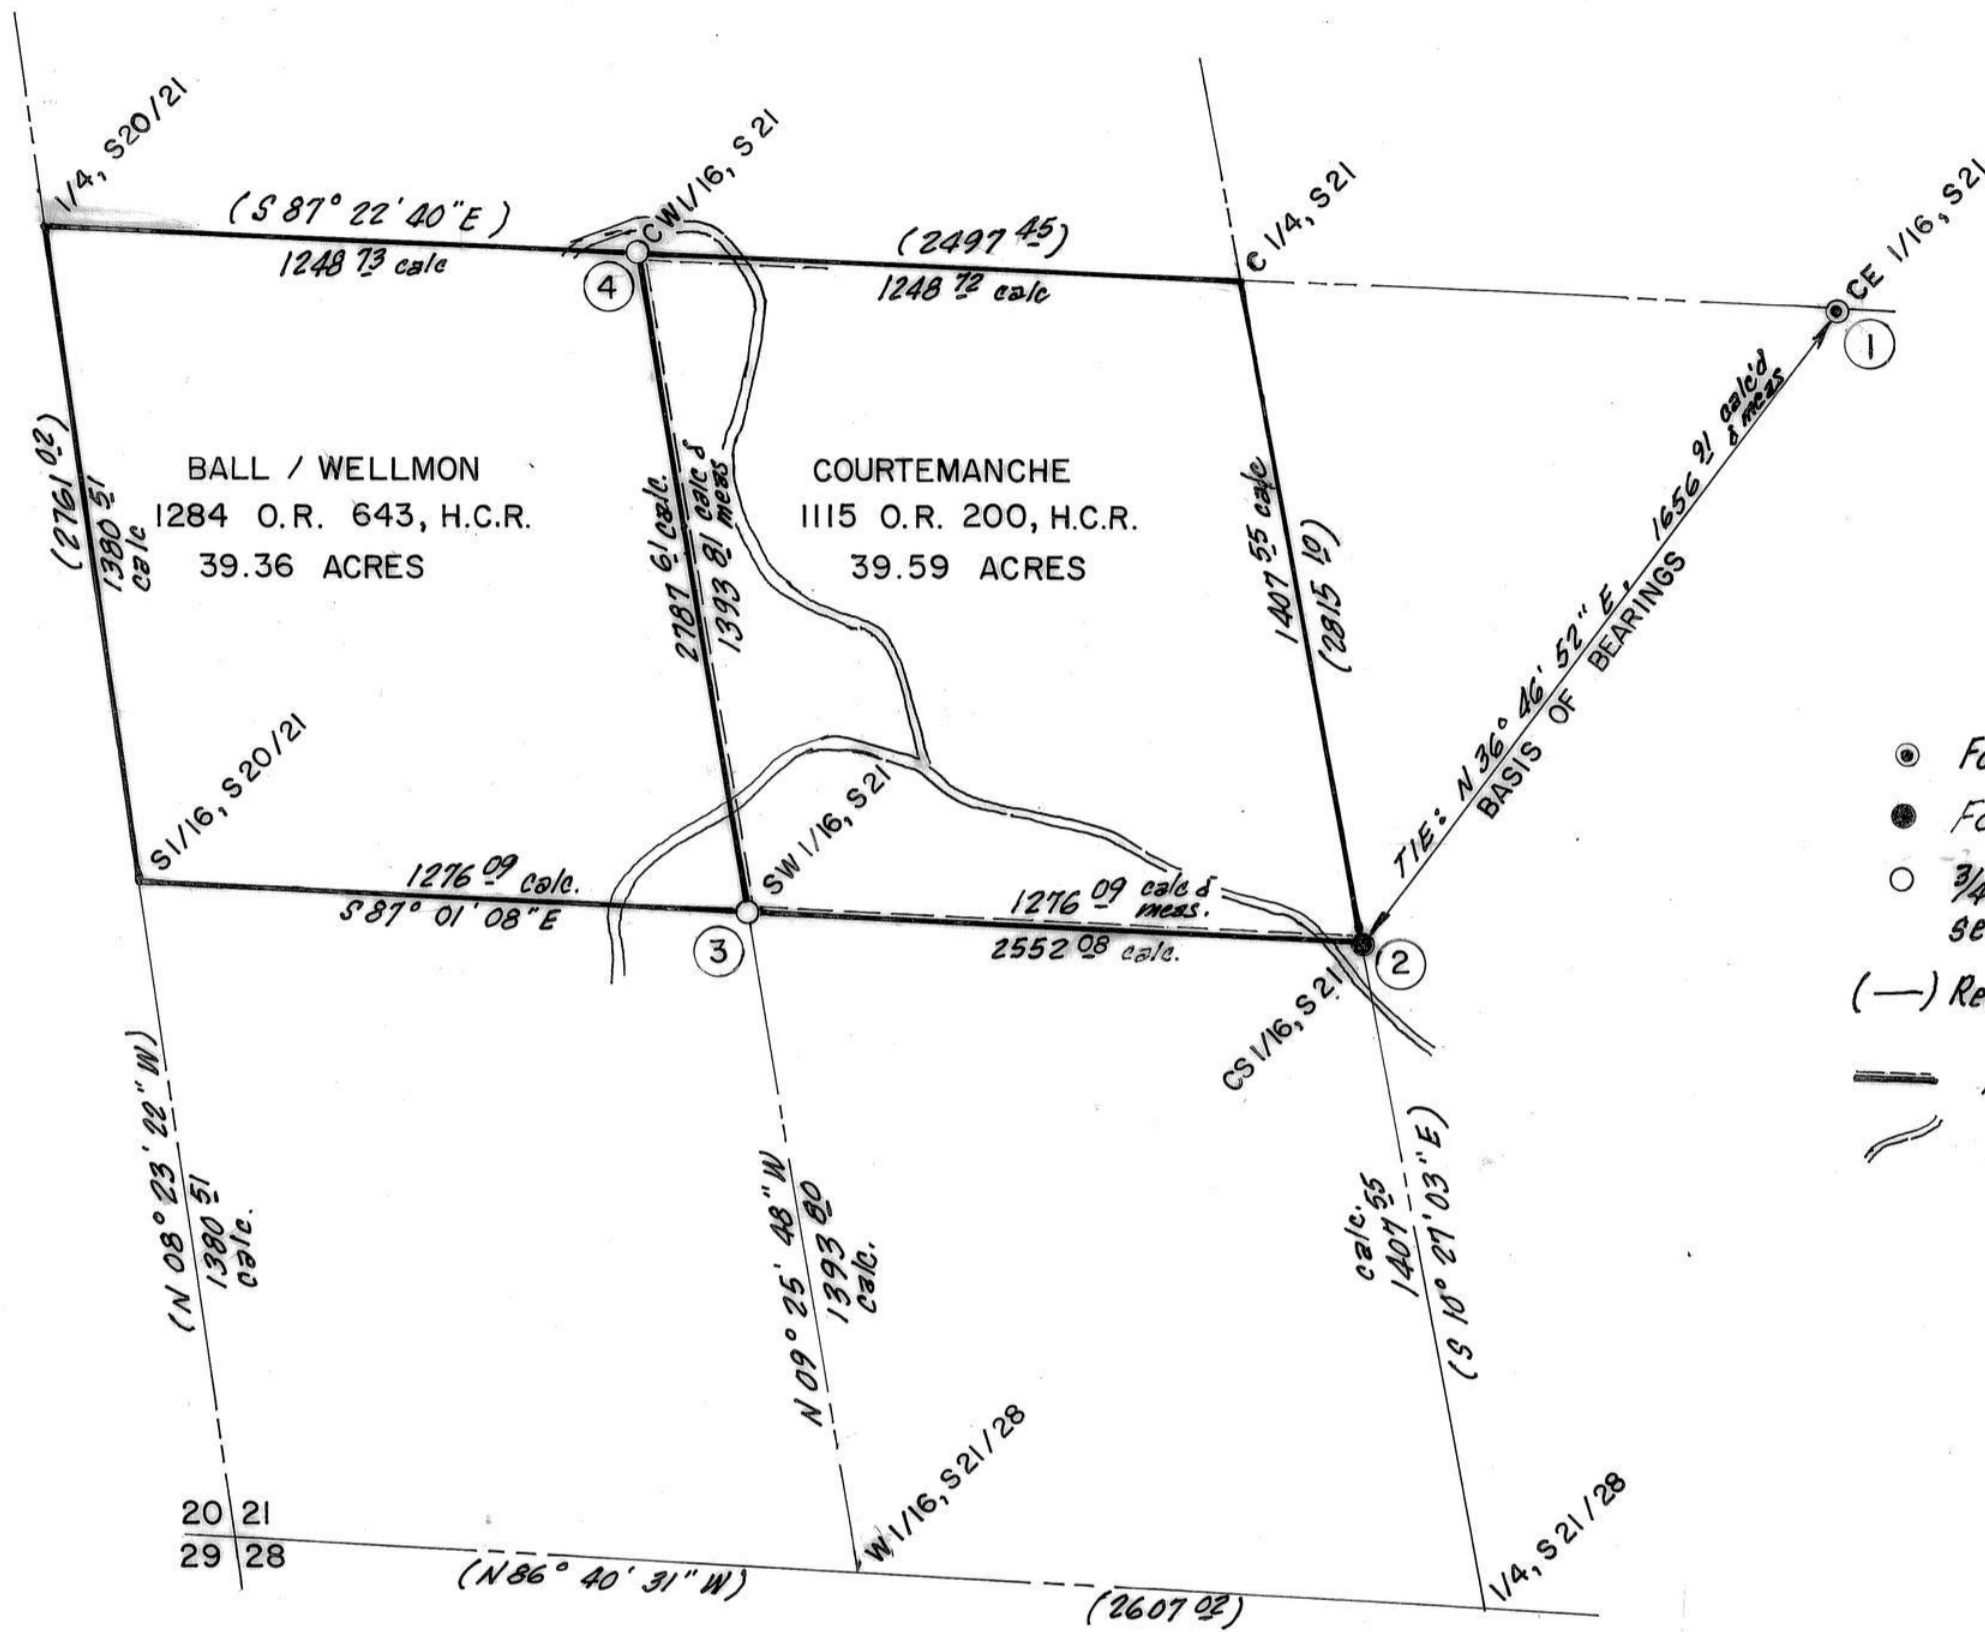 1/4, S20/21
(S 87° 22' 40" E)
1248 73 calc
CW1/16, S21
4
(2497 45)
1248 72 calc
C 1/4, S21
CE 1/16, S21
1
(2761 02)
1380 51
calc
BALL / WELLMON
1284 O.R. 643, H.C.R.
39.36 ACRES
2787 61 calc.
1393 81 calc &
meas
COURTEMANCHE
1115 O.R. 200, H.C.R.
39.59 ACRES
1407 55 calc
(2815 10)
TIE: N 36° 46' 52" E, 1656 91 calc'd
& meas
BASIS OF BEARINGS
S1/16, S20/21
1276 09 calc.
S 87° 01' 08" E
SW 1/16, S21
3
1276 09 calc &
meas.
2552 08 calc.
2
CS1/16, S21
Fo
Fo
3/4
se
(—) Re
(N 08° 23' 22" W)
1380 51
calc.
N 09° 25' 48" W
1393 80
calc.
calc.
1407 55
(S 10° 27' 03" E)
20 21
29 28
(N 86° 40' 31" W)
W1/16, S21/28
(2607 02)
1/4, S21/28